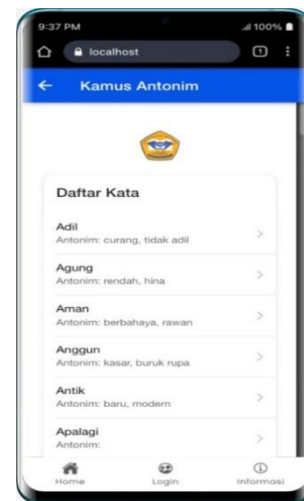 9:37 PM
100%
localhost
1
Kamus Antonim
Daftar Kata
Adil
Antonim: curang, tidak adil
Agung
Antonim: rendah, hina
Aman
Antonim: berbahaya, rawan
Anggun
Antonim: kasar, buruk rupa
Antik
Antonim: baru, modern
Apalagi
Antonim:
Home
Login
Informasi